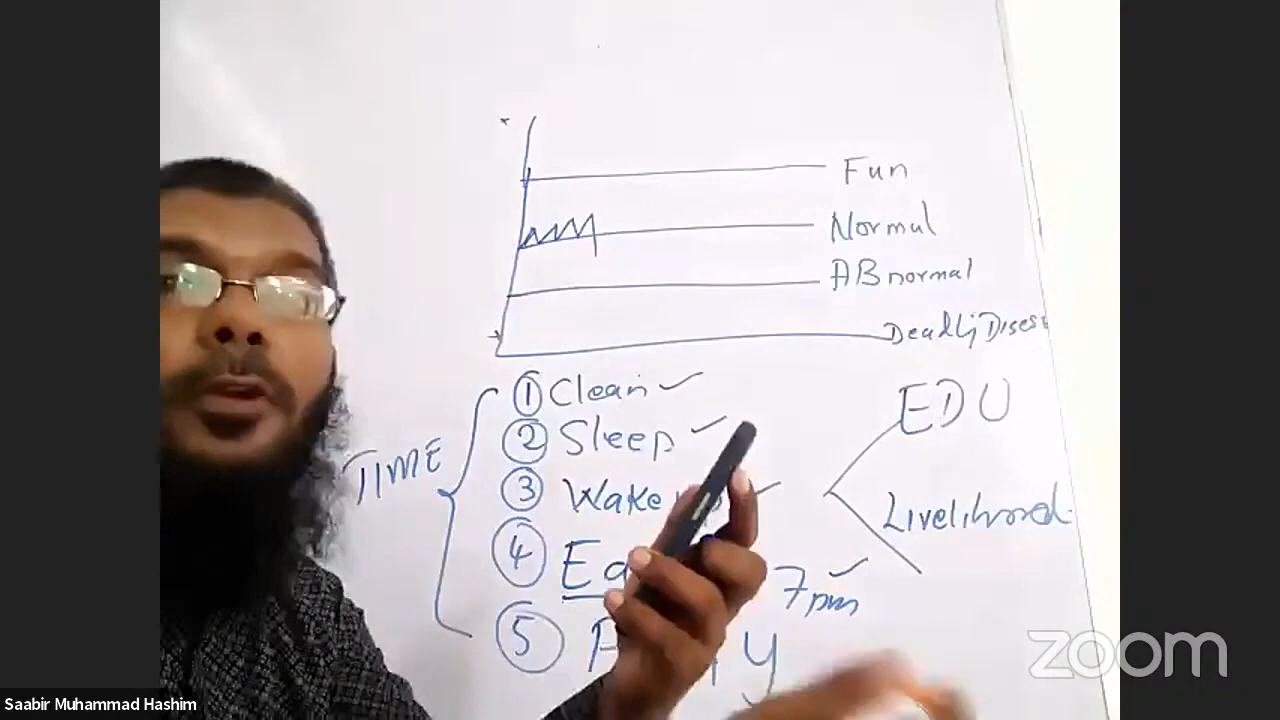 Fun
Normal
ABnormal
Deadly Disest
TIME
① Clean ✓
② Sleep ✓
③ Wake
④
⑤
7pm
EDU
Livelihood
zoom
Saabir Muhammad Hashim